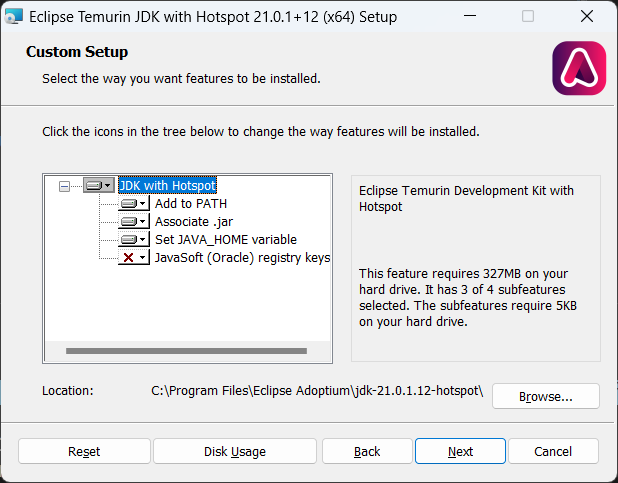 Eclipse Temurin JDK with Hotspot 21.0.1+12 (x64) Setup
Custom Setup
Select the way you want features to be installed.
Click the icons in the tree below to change the way features will be installed.
JDK with Hotspot
Add to PATH
Associate .jar
Set JAVA_HOME variable
JavaSoft (Oracle) registry keys
Eclipse Temurin Development Kit with
Hotspot
This feature requires 327MB on your
hard drive. It has 3 of 4 subfeatures
selected. The subfeatures require 5KB
on your hard drive.
Location:
C:\Program Files\Eclipse Adoptium\jdk-21.0.1.12-hotspot\
Browse...
Reset
Disk Usage
Back
Next
Cancel